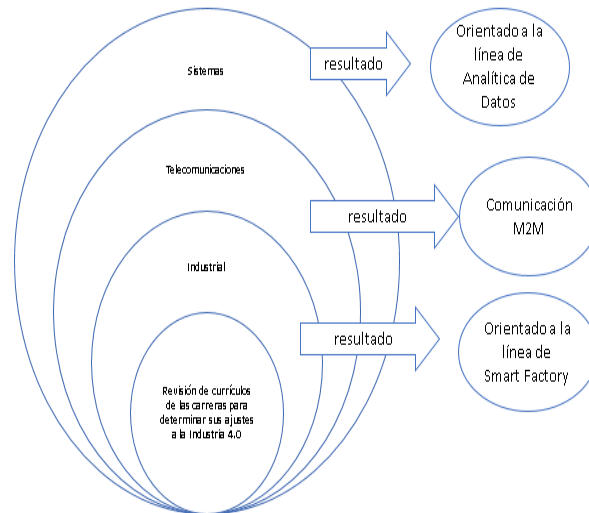 Sistemas
resultado
Orientado a la
línea de
Analítica de
Datos
Telecomunicaciones
resultado
Comunicación
M2M
Industrial
resultado
Orientado a la
línea de
Smart Factory
Revisión de currículos
de las carreras para
determinar sus ajustes
a la Industria 4.0